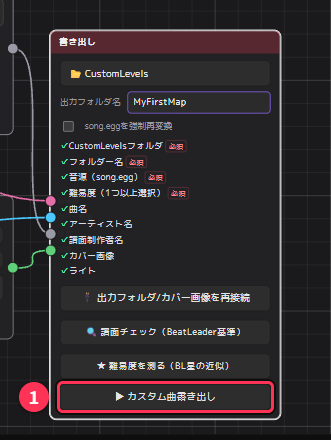 書き出し
📂 CustomLevels
出力フォルダ名 MyFirstMap
song.eggを強制再変換
✓CustomLevelsフォルダ 必須
✓フォルダー名 必須
✓音源（song.egg） 必須
✓難易度（1つ以上選択） 必須
✓曲名
✓アーティスト名
✓譜面制作者名
✓カバー画像
✓ライト
出力フォルダ/カバー画像を再接続
🔍 譜面チェック（BeatLeader基準）
★ 難易度を測る（BL星の近似）
1 ▶ カスタム曲書き出し